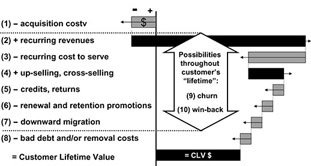 - +
(1) – acquisition costv
$
(2) + recurring revenues
(3) – recurring cost to serve
(4) + up-selling, cross-selling
(5) – credits, returns
(6) – renewal and retention promotions
(7) – downward migration
(8) – bad debt and/or removal costs
= Customer Lifetime Value
Possibilities
throughout
customer's
"lifetime":
(9) churn
(10) win-back
= CLV $